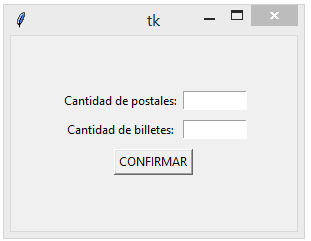 tk
Cantidad de postales:
Cantidad de billetes:
CONFIRMAR